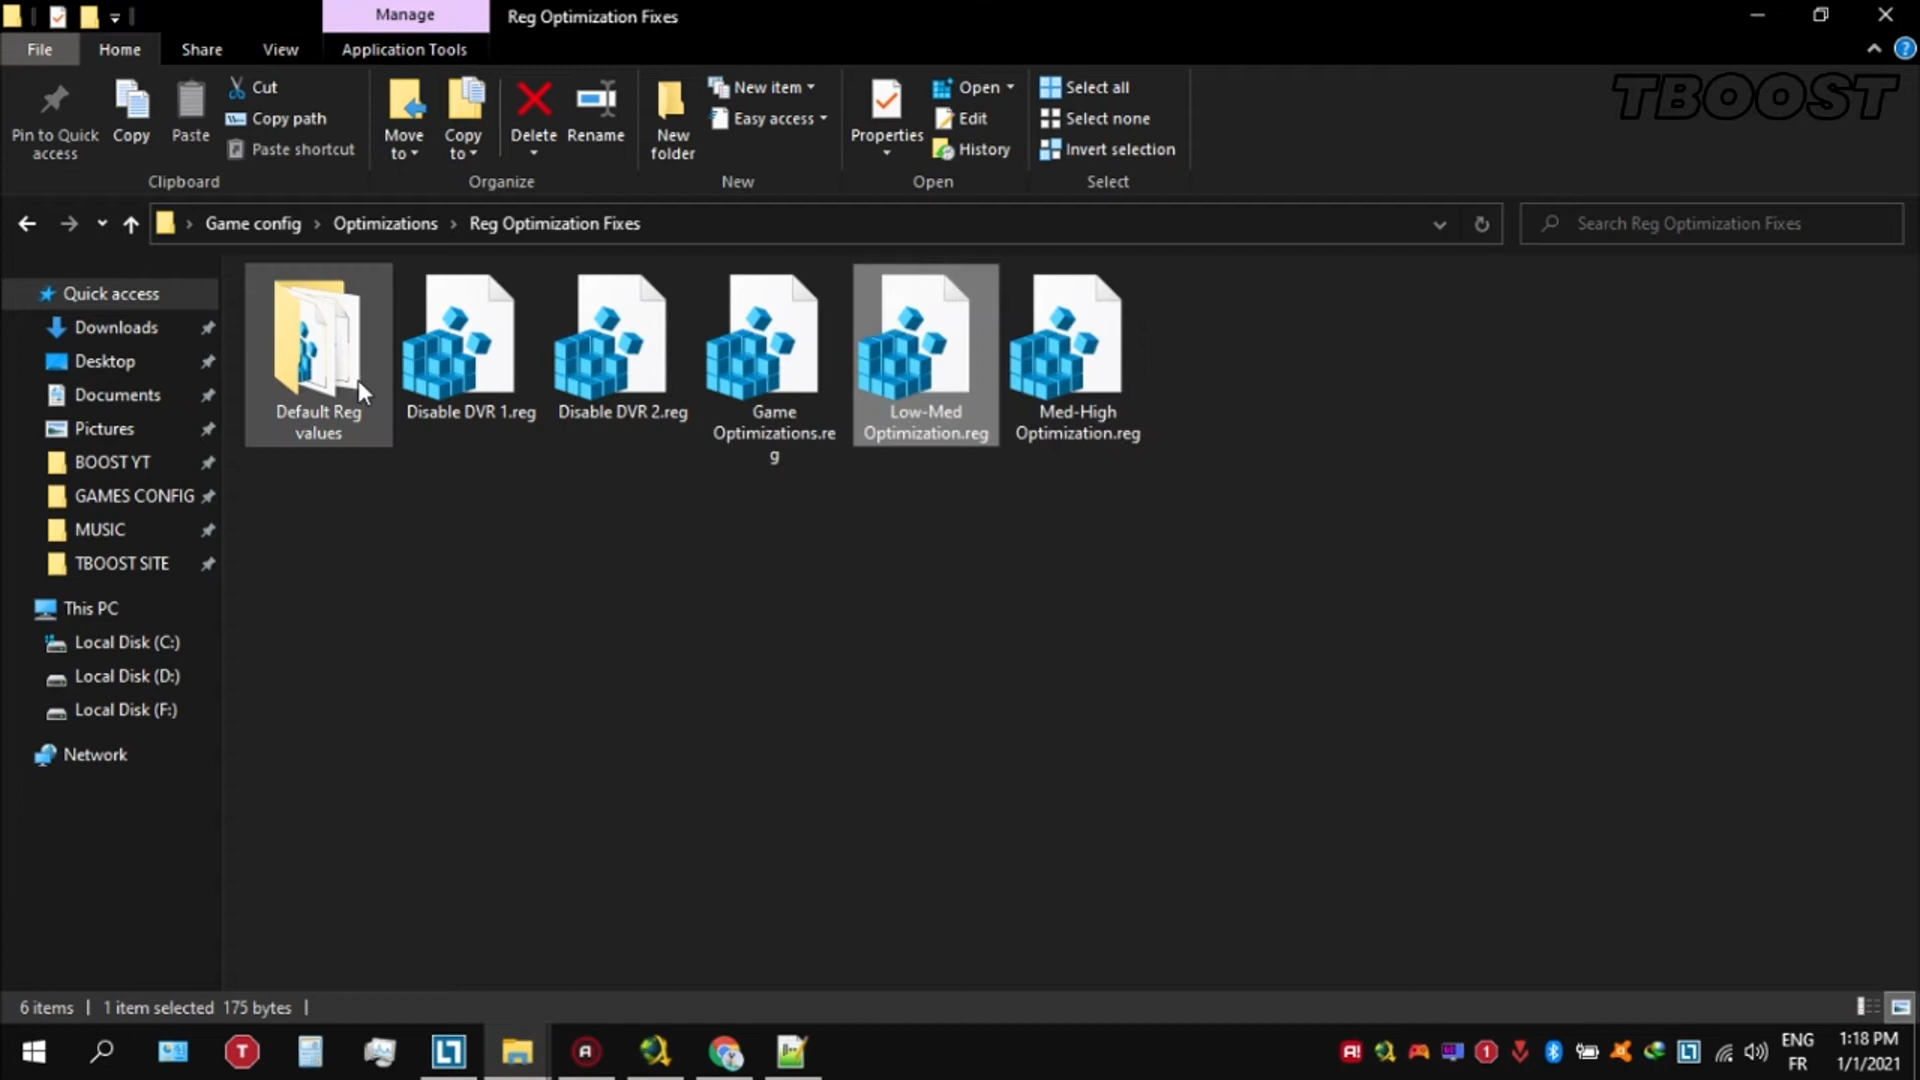 Manage
Reg Optimization Fixes
File
Home
Share
View
Application Tools
Pin to Quick
access
Copy
Paste
Cut
Copy path
Paste shortcut
Clipboard
Move
to
Copy
to
Delete
Rename
Organize
New
folder
New item
Easy access
New
Properties
Open
Edit
History
Open
Select all
Select none
Invert selection
Select
TBOOST
Game config
Optimizations
Reg Optimization Fixes
Search Reg Optimization Fixes
Quick access
Downloads
Desktop
Documents
Pictures
BOOST YT
GAMES CONFIG
MUSIC
TBOOST SITE
This PC
Local Disk (C:)
Local Disk (D:)
Local Disk (F:)
Network
Default Reg
values
Disable DVR 1.reg
Disable DVR 2.reg
Game
Optimizations.re
g
Low-Med
Optimization.reg
Med-High
Optimization.reg
6 items
1 item selected 175 bytes
ENG
FR
1:18 PM
1/1/2021